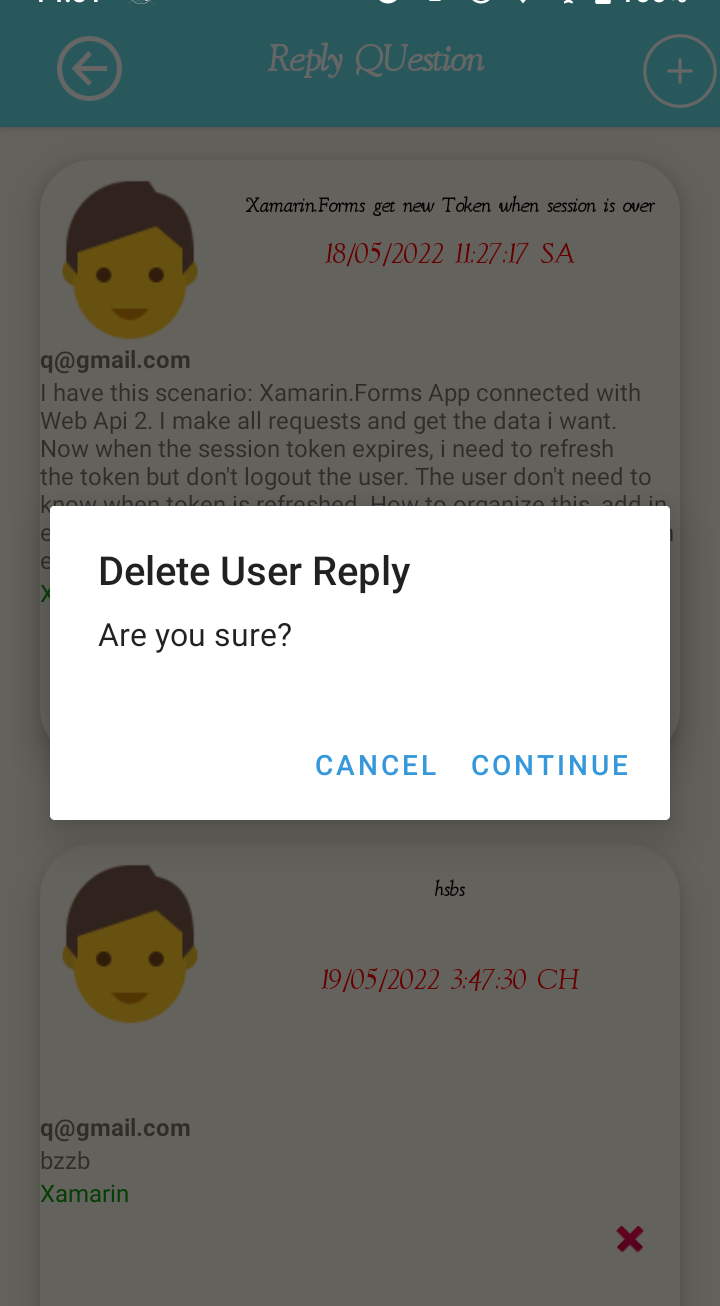 Reply QUestion
Xamarin.Forms get new Token when session is over
18/05/2022 11:27:17 SA
q@gmail.com
I have this scenario: Xamarin.Forms App connected with
Web Api 2. I make all requests and get the data i want.
Now when the session token expires, i need to refresh
the token but don't logout the user. The user don't need to
know when token is refreshed. How to organize this, add in
Delete User Reply
Are you sure?
CANCEL CONTINUE
hsbs
19/05/2022 3:47:30 CH
q@gmail.com
bzzb
Xamarin